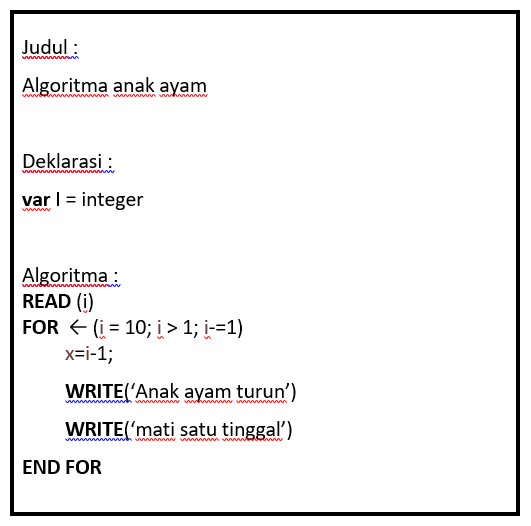 Judul :
Algoritma anak ayam
Deklarasi :
var I = integer
Algoritma :
READ (i)
FOR ← (i = 10; i > 1; i-=1)
x=i-1;
WRITE(‘Anak ayam turun’)
WRITE(‘mati satu tinggal’)
END FOR